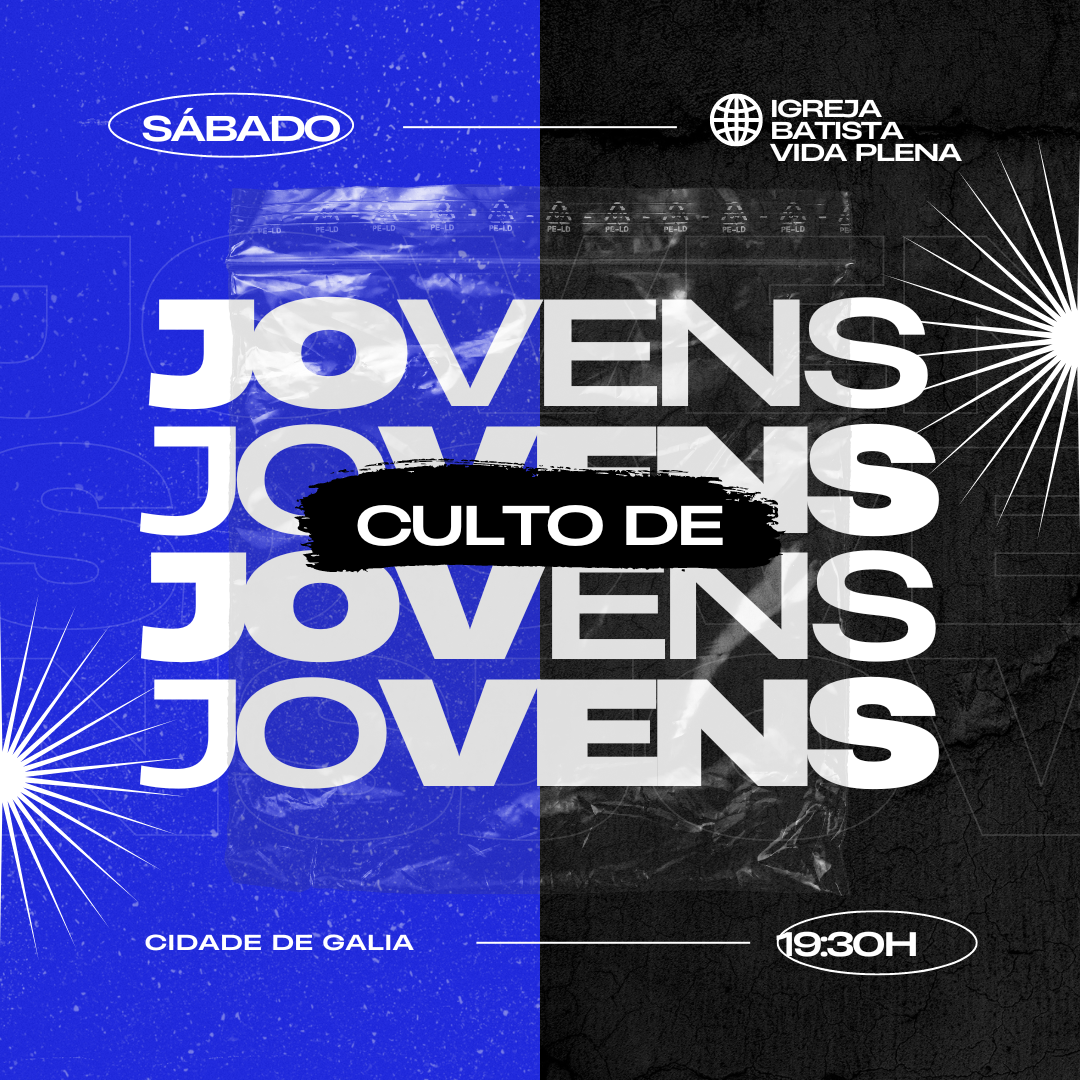 SÁBADO
IGREJA
BATISTA
VIDA PLENA
PE-LD PE-LD PE-LD PE-LD PE-LD PE-LD PE-LD PE-LD PE-LD PE-LD
JOVENS
JOVENS
CULTO DE
JOVENS
JOVENS
CIDADE DE GALIA
19:30H